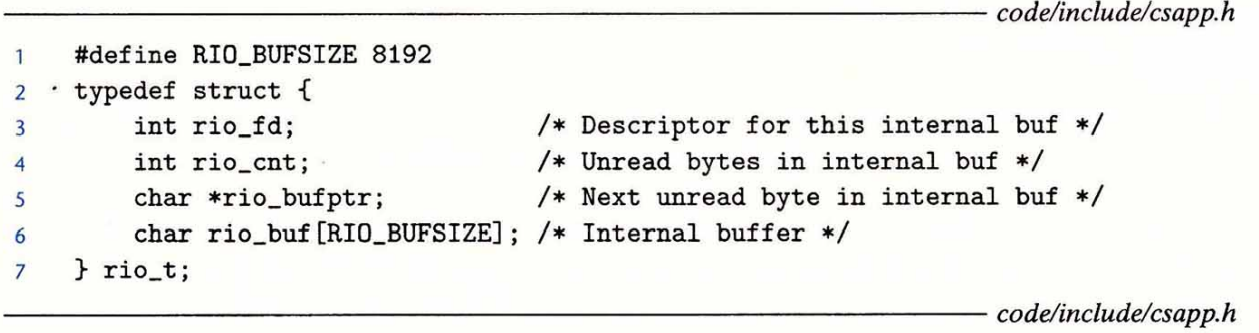 code/include/csapp.h
1 #define RIO_BUFSIZE 8192
2 typedef struct {
3 int rio_fd; /* Descriptor for this internal buf */
4 int rio_cnt; /* Unread bytes in internal buf */
5 char *rio_bufptr; /* Next unread byte in internal buf */
6 char rio_buf[RIO_BUFSIZE]; /* Internal buffer */
7 } rio_t;
code/include/csapp.h